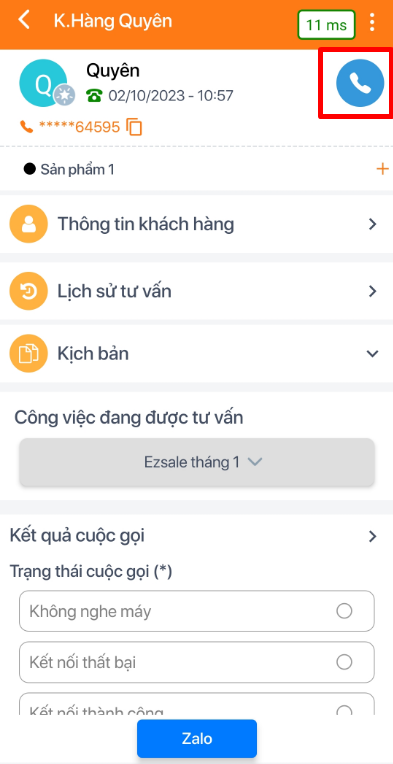 K.Hàng Quyên
11 ms
Q
Quyên
02/10/2023 - 10:57
*****64595
Sản phẩm 1
Thông tin khách hàng
Lịch sử tư vấn
Kịch bản
Công việc đang được tư vấn
Ezsale tháng 1
Kết quả cuộc gọi
Trạng thái cuộc gọi (*)
Không nghe máy
Kết nối thất bại
Kết nối thành công
Zalo